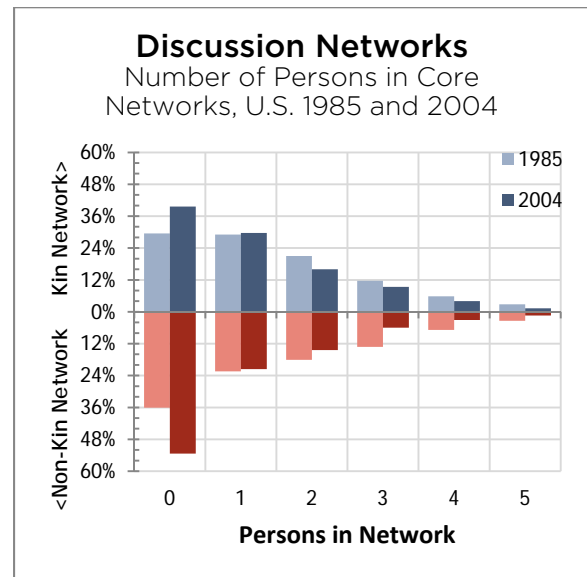 Discussion Networks
Number of Persons in Core
Networks, U.S. 1985 and 2004
1985
2004
<Non-Kin Network    Kin Network>
60%
48%
36%
24%
12%
0%
12%
24%
36%
48%
60%
0 1 2 3 4 5
Persons in Network